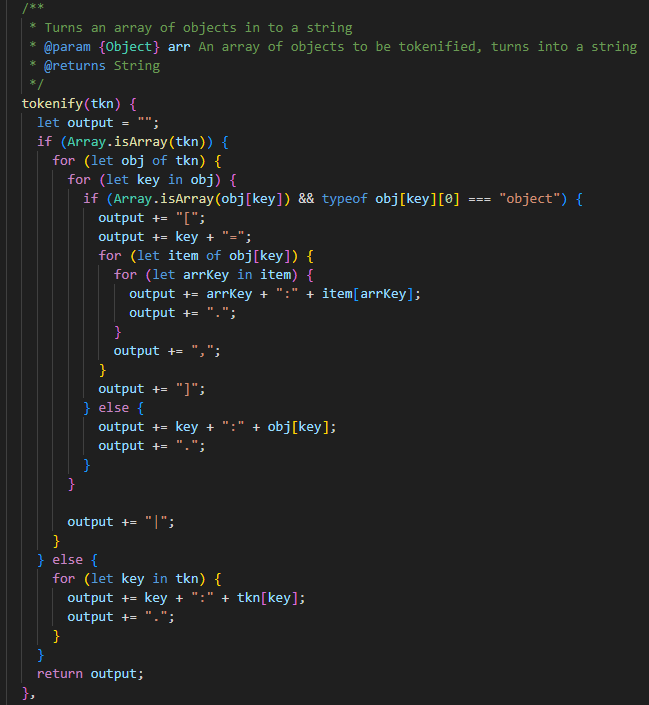 /**
 * Turns an array of objects in to a string
 * @param {Object} arr An array of objects to be tokenified, turns into a string
 * @returns String
 */
tokenify(tkn) {
  let output = "";
  if (Array.isArray(tkn)) {
    for (let obj of tkn) {
      for (let key in obj) {
        if (Array.isArray(obj[key]) && typeof obj[key][0] === "object") {
          output += "[";
          output += key + "=";
          for (let item of obj[key]) {
            for (let arrKey in item) {
              output += arrKey + ":" + item[arrKey];
              output += ".";
            }
            output += ",";
          }
          output += "]";
        } else {
          output += key + ":" + obj[key];
          output += ".";
        }
      }

      output += "|";
    }
  } else {
    for (let key in tkn) {
      output += key + ":" + tkn[key];
      output += ".";
    }
  }
  return output;
},